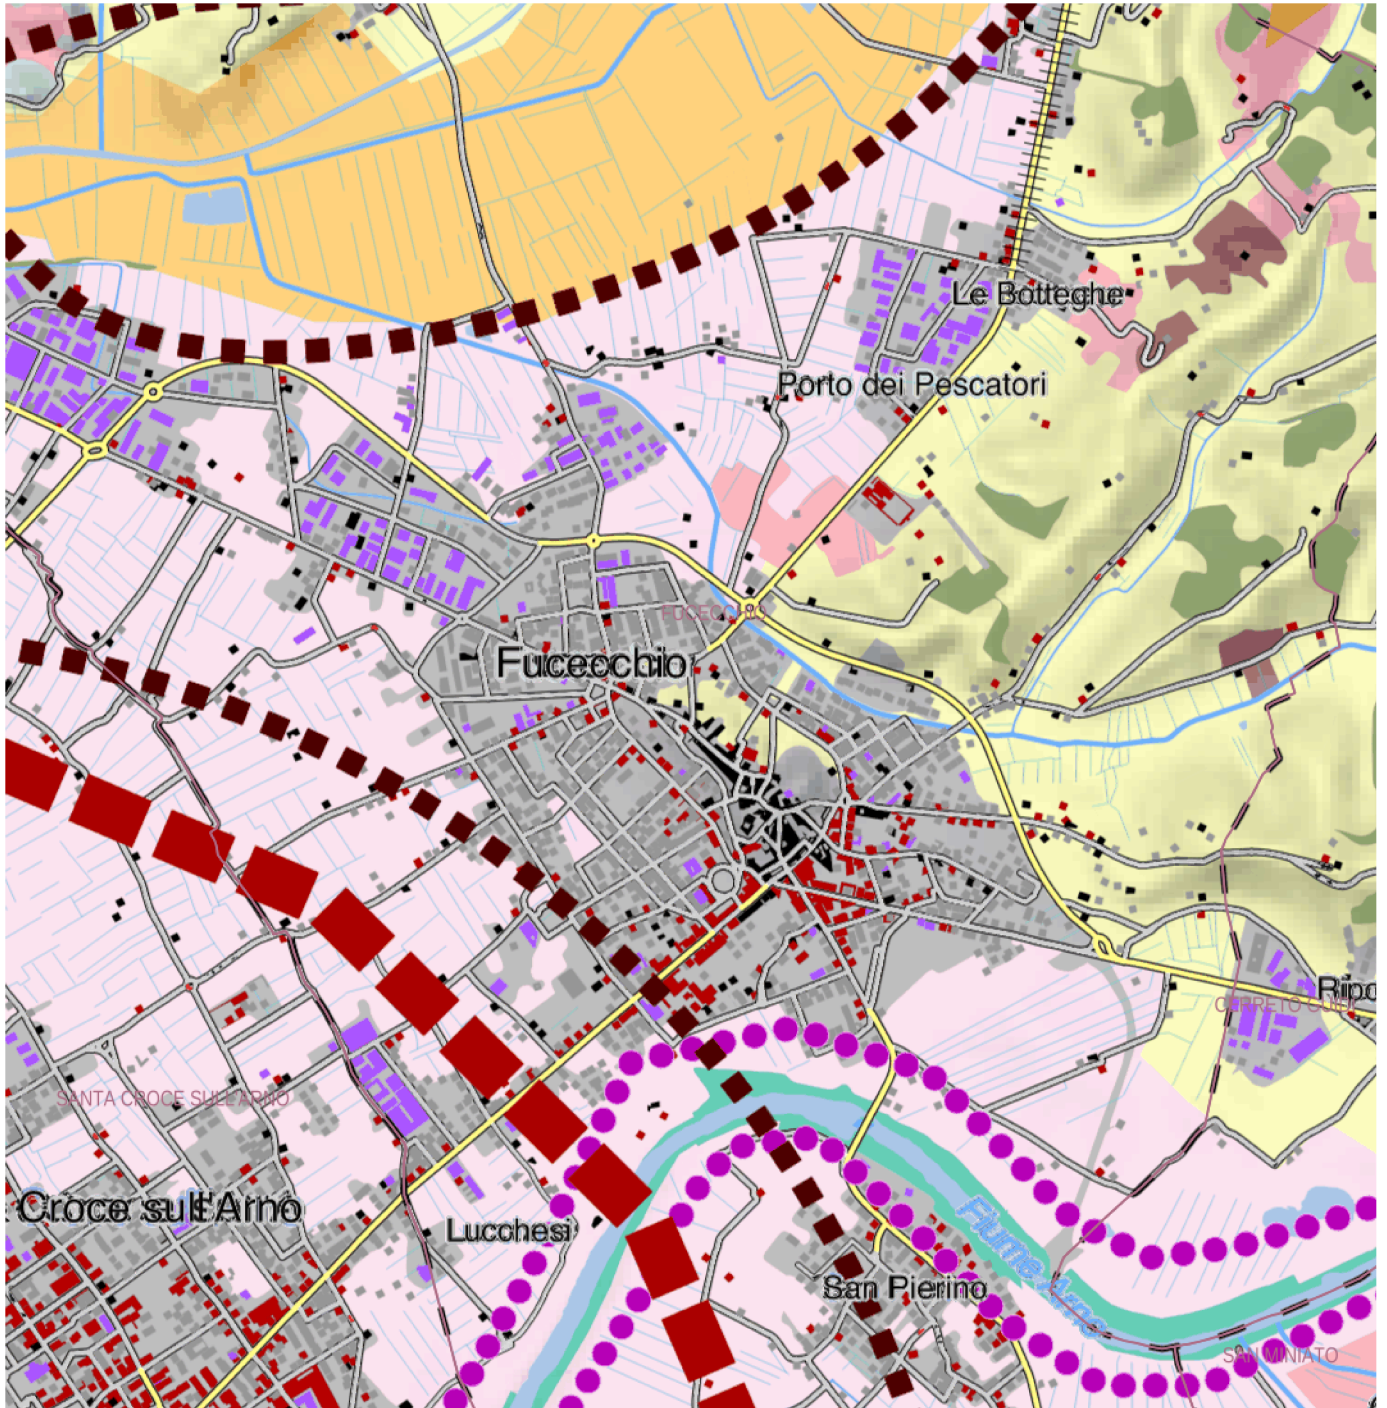 Le Botteghe
Porto dei Pescatori
FUCECCHIO
Fucecchio
CERRETO GUIDI
SANTA CROCE SULL'ARNO
Croce sull'Arno
Lucchesi
Fiume Arno
San Pierino
SAN MINIATO